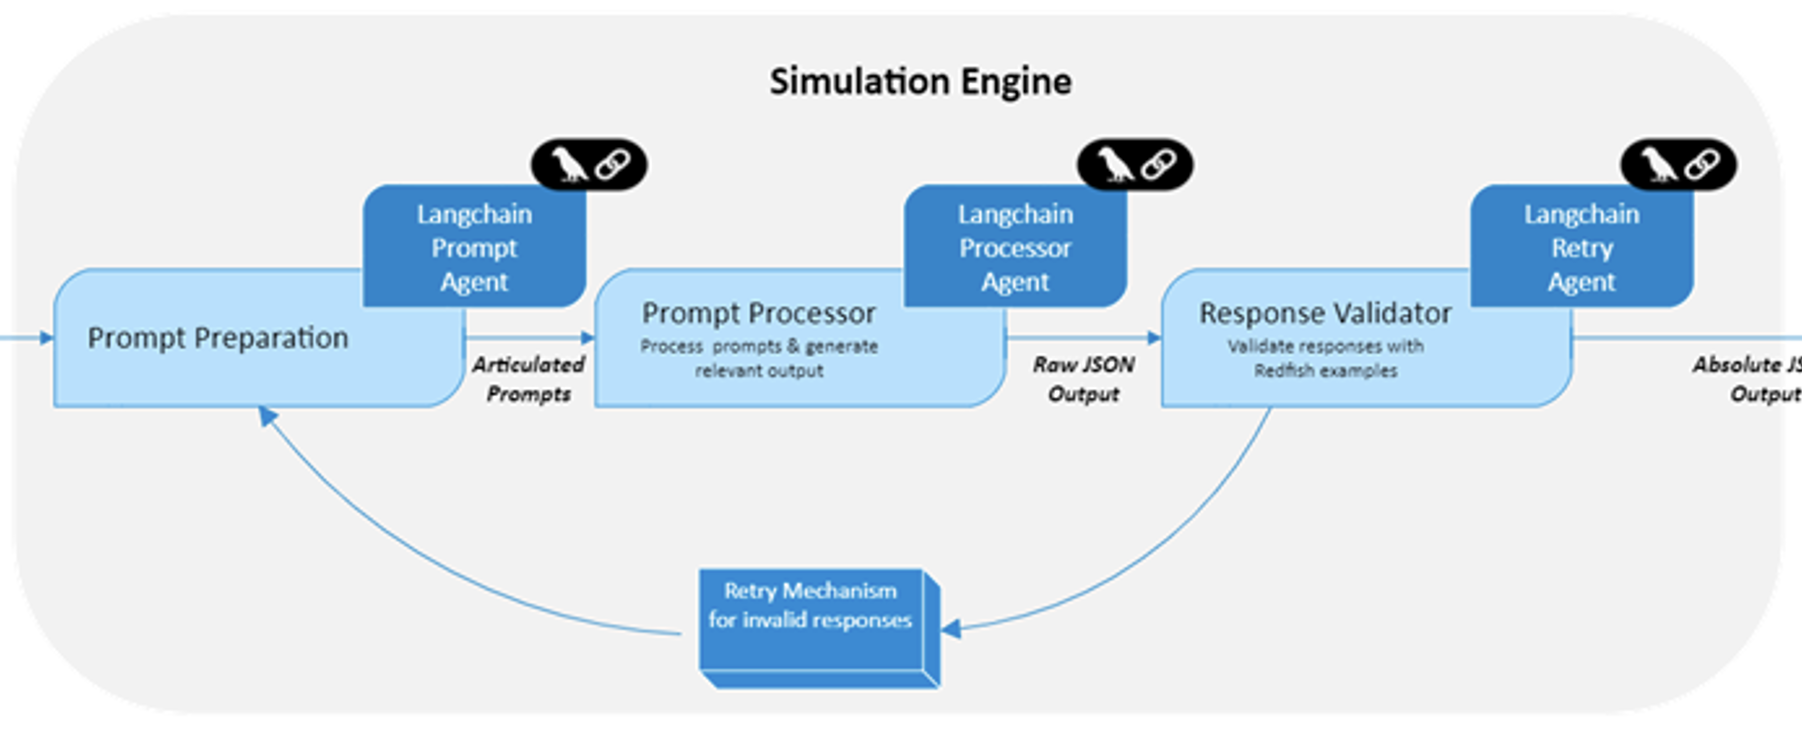 Simulation Engine
Langchain
Prompt
Agent
Prompt Preparation
Articulated
Prompts
Langchain
Processor
Agent
Prompt Processor
Process prompts & generate
relevant output
Raw JSON
Output
Langchain
Retry
Agent
Response Validator
Validate responses with
Redfish examples
Absolute JS
Output
Retry Mechanism
for invalid responses